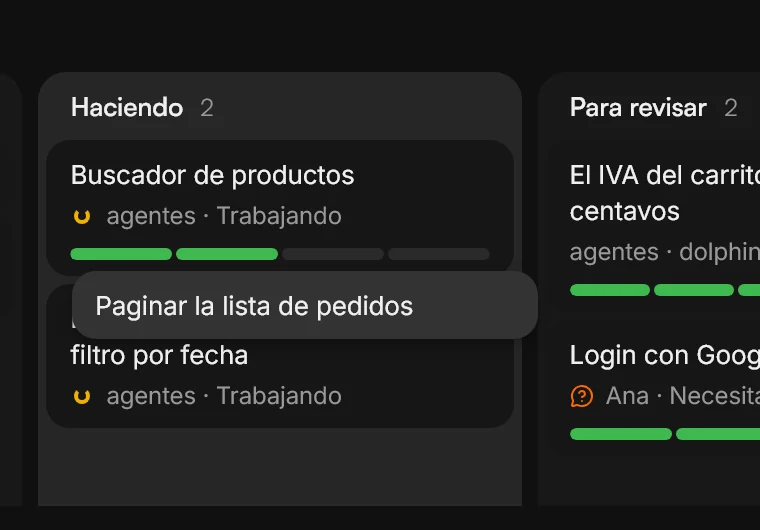 Haciendo 2
Buscador de productos
agentes · Trabajando
Paginar la lista de pedidos
filtro por fecha
agentes · Trabajando
Para revisar 2
El IVA del carrito
centavos
agentes · dolphin
Login con Goog
Ana · Necesita